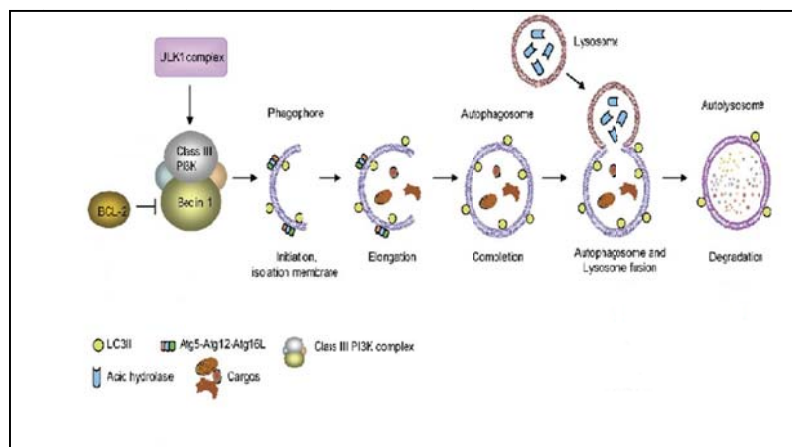 ULK1 complex
Lysosome
Phagophore
Autophagosome
Autolysosome
Class III
PI3K
BCL-2
Beclin 1
Initiation,
isolation membrane
Elongation
Completion
Autophagosome and
Lysosome fusion
Degradation
LC3II
Atg5-Atg12-Atg16L
Class III PI3K complex
Acic hydrolase
Cargos